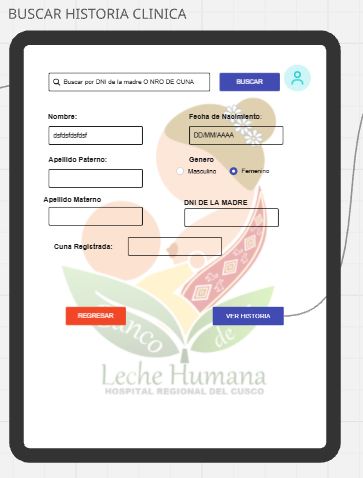 BUSCAR HISTORIA CLINICA
Buscar por DNI de la madre O NRO DE CUNA
BUSCAR
Nombre:
Fecha de Nacimiento:
dsfdsfdsfdsf
DD/MM/AAAA
Apellido Paterno:
Genero
Masculino
Femenino
Apellido Materno
DNI DE LA MADRE
Cuna Registrada:
REGRESAR
VER HISTORIA
Banco de
Leche Humana
HOSPITAL REGIONAL DEL CUSCO